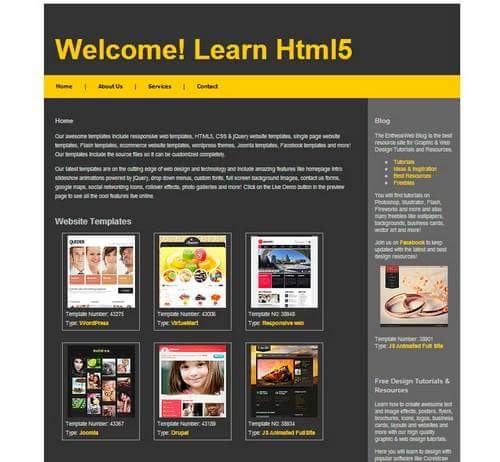 Welcome! Learn Html5
Home | About Us | Services | Contact
Home
Our awesome templates include responsive web templates, HTML5, CSS & jQuery website templates, single page website
templates, Flash templates, ecommerce website templates, wordpress themes, Joomla templates, Facebook templates and more!
Our templates include the source files so it can be customized completely.
Our latest templates are on the cutting edge of web design and technology and include amazing features like homepage intro
slideshow animations powered by jQuery, drop down menus, custom fonts, full screen background images, contact us forms,
google maps, social networking icons, rollover effects, photo galleries and more! Click on the Live Demo button in the preview
page to see all the cool features live online.
Website Templates
Template Number: 43275
Type: WordPress
Template Number: 43006
Type: VirtueMart
Template NO: 38948
Type: Responsive web
Template Number: 43367
Type: Joomla
Template Number: 43189
Type: Drupal
Template NO: 38934
Type: JS Animated Full Site
Blog
The EntheosWeb Blog is the best
resource site for Graphic & Web
Design Tutorials and Resources.
Tutorials
Ideas & Inspiration
Best Resources
Freebies
You will find tutorials on
Photoshop, Illustrator, Flash,
Fireworks and more and also
many freebies like wallpapers,
backgrounds, business cards,
vector art and more!
Join us on Facebook to keep
updated with the latest and best
design resources!
Template Number: 38901
Type: JS Animated Full Site
Free Design Tutorials &
Resources
Learn how to create awesome text
and image effects, posters, flyers,
brochures, icons, logos, business
cards, layouts and websites and
more with our high quality
graphic & web design tutorials.
Here you will learn to design with
popular software like Coreldraw